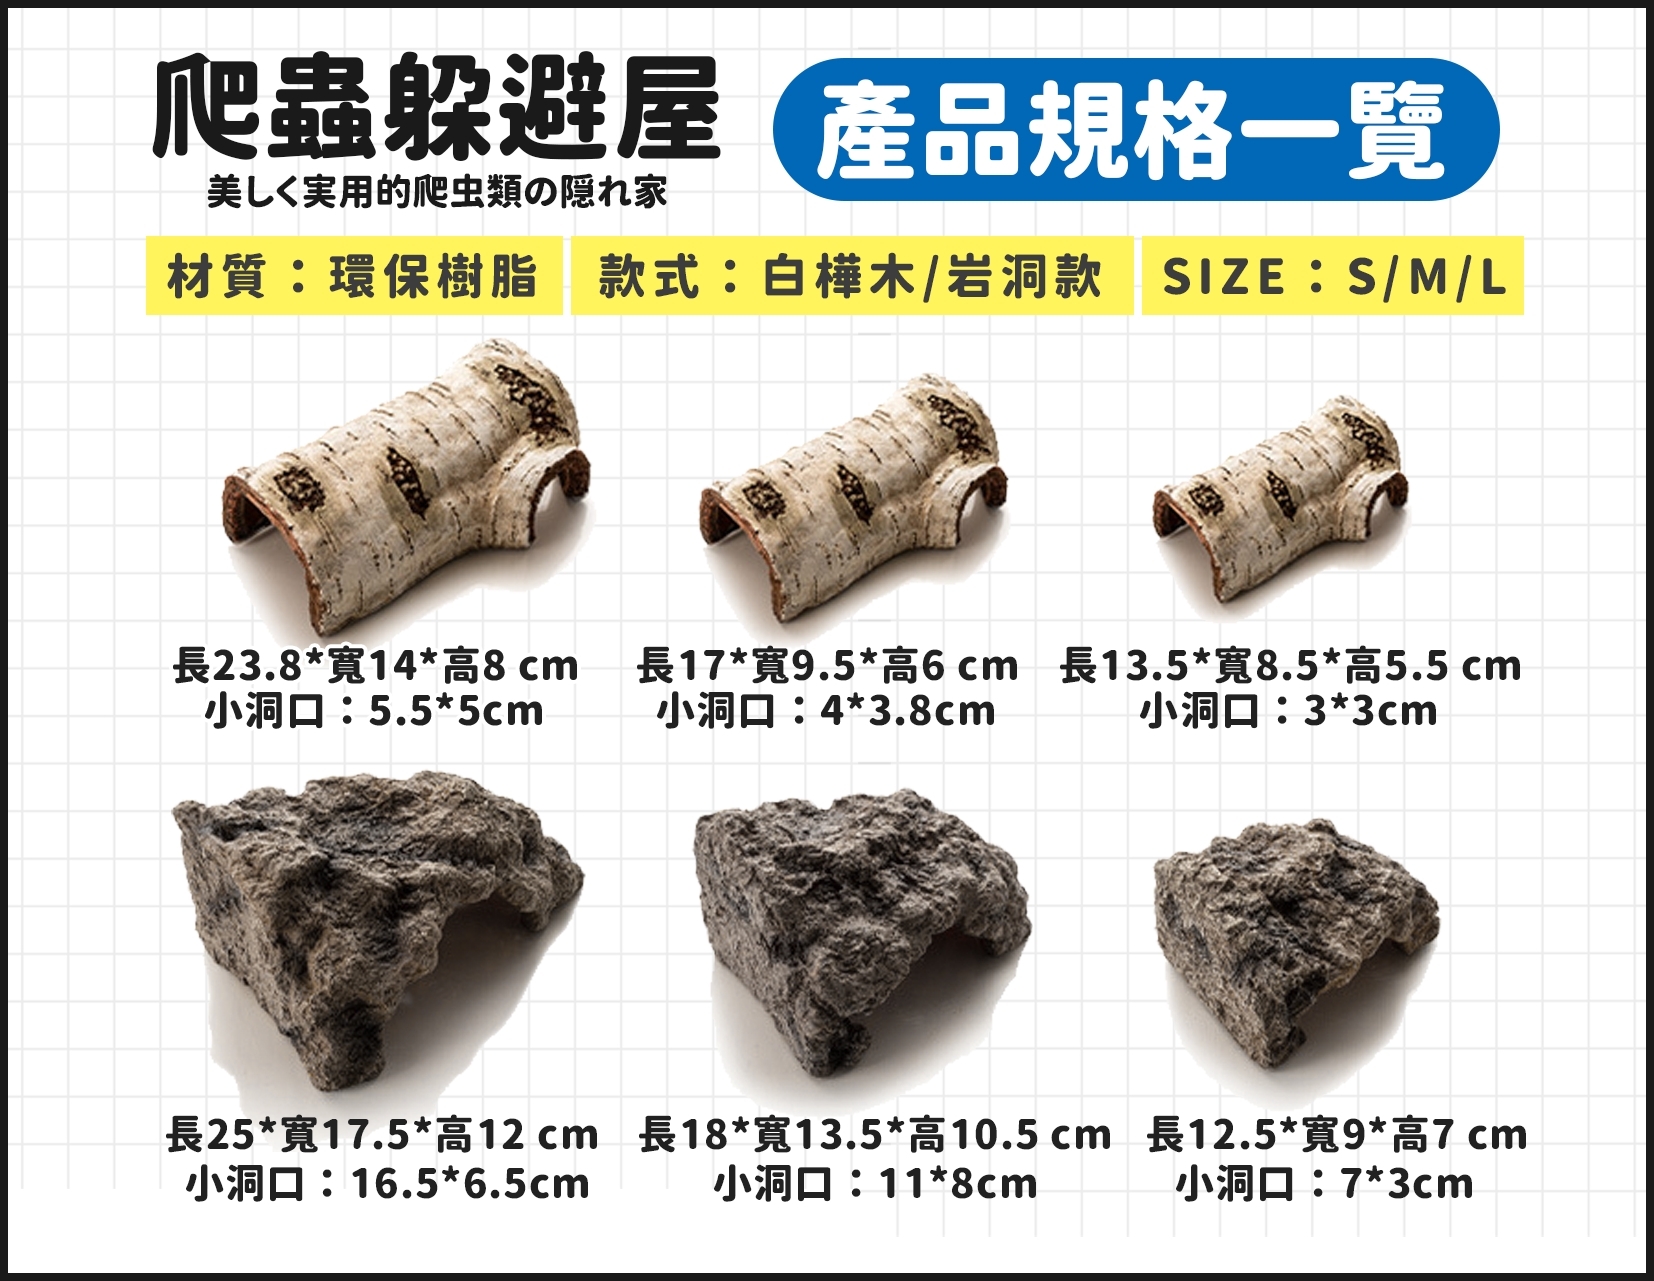 爬蟲躲避屋
美しく実用的爬虫類の隠れ家
產品規格一覽
材質：環保樹脂
款式：白樺木/岩洞款
SIZE：S/M/L
長23.8*寬14*高8 cm
小洞口：5.5*5cm
長17*寬9.5*高6 cm
小洞口：4*3.8cm
長13.5*寬8.5*高5.5 cm
小洞口：3*3cm
長25*寬17.5*高12 cm
小洞口：16.5*6.5cm
長18*寬13.5*高10.5 cm
小洞口：11*8cm
長12.5*寬9*高7 cm
小洞口：7*3cm